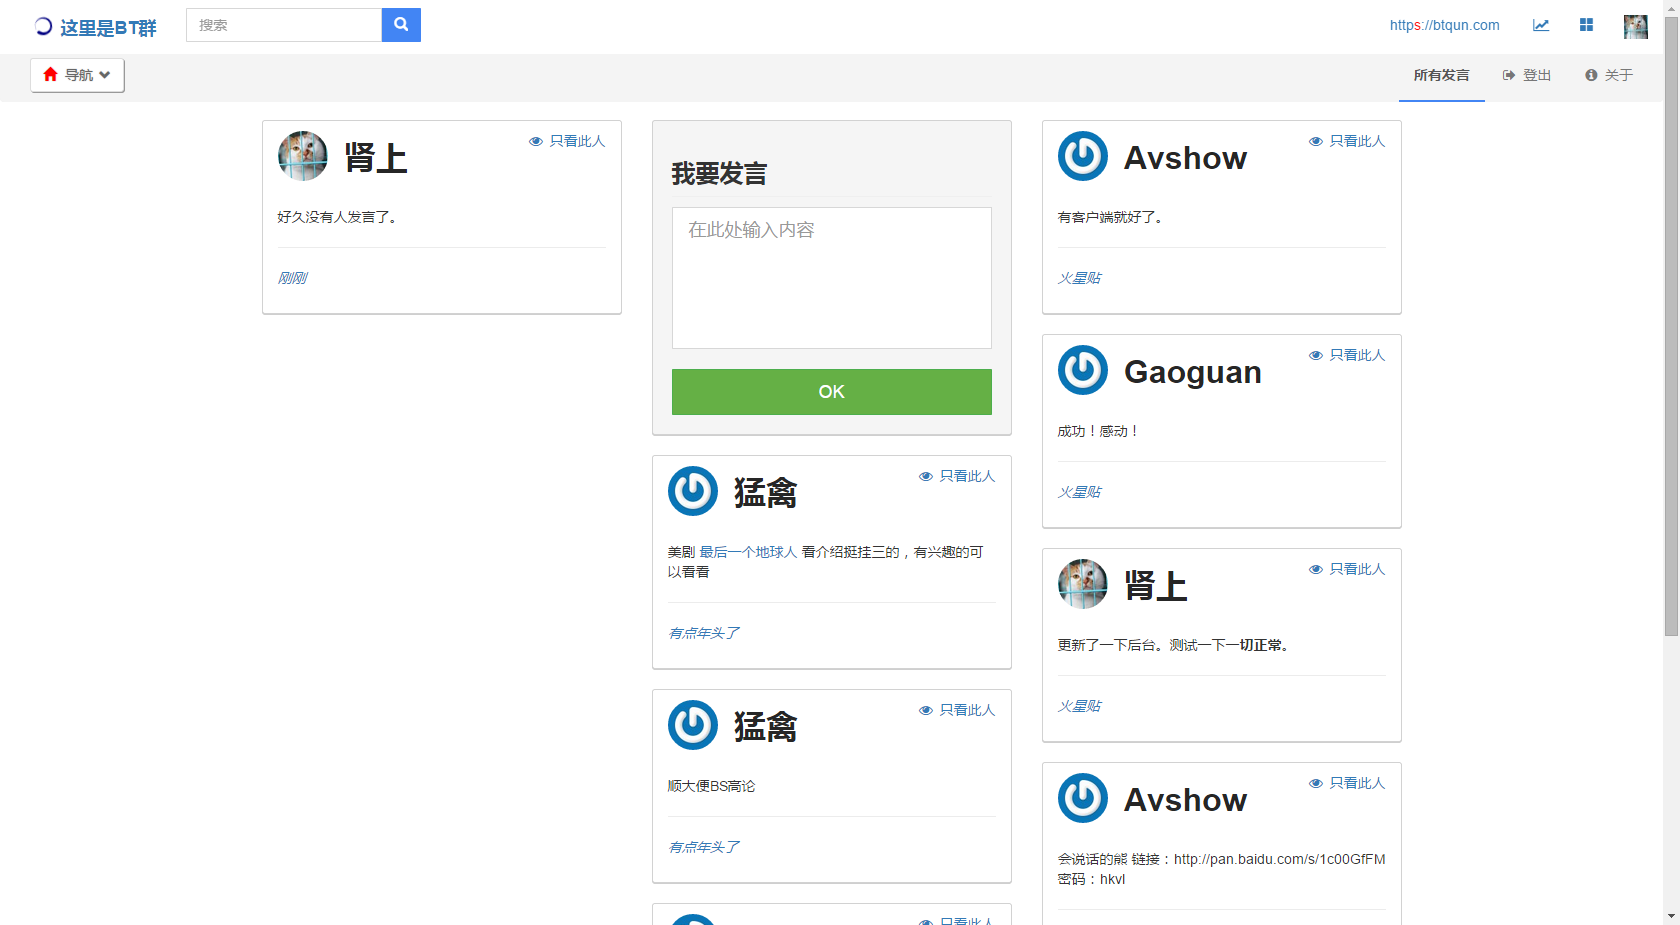 这里是BT群
搜索
https://btqun.com
导航
所有发言
登出
关于
肾上
只看此人
好久没有人发言了。
刚刚
我要发言
在此处输入内容
OK
猛禽
只看此人
美剧 最后一个地球人 看介绍挺挂三的，有兴趣的可
以看看
有点年头了
猛禽
只看此人
顺大便BS高论
有点年头了
只看此人
Avshow
只看此人
有客户端就好了。
火星贴
Gaoguan
只看此人
成功！感动！
火星贴
肾上
只看此人
更新了一下后台。测试一下一切正常。
火星贴
Avshow
只看此人
会说话的熊 链接：http://pan.baidu.com/s/1c00GfFM
密码：hkvl